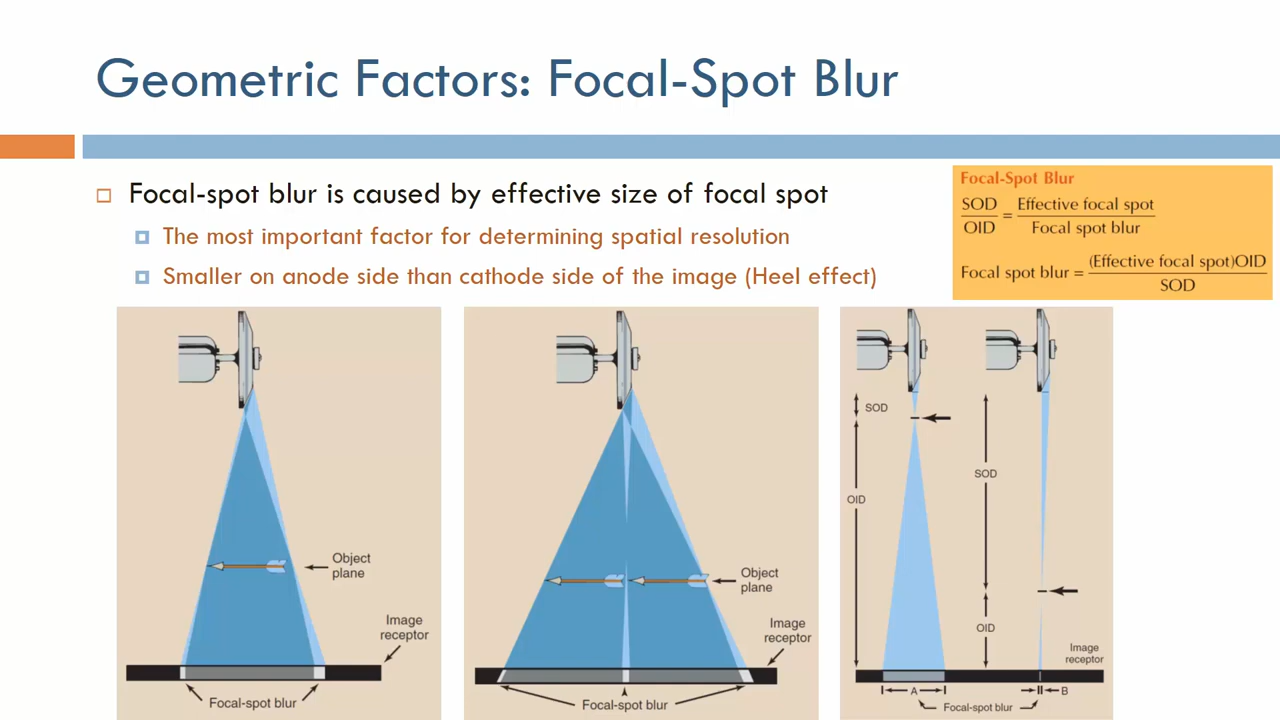 Geometric Factors: Focal-Spot Blur
Focal-spot blur is caused by effective size of focal spot
The most important factor for determining spatial resolution
Smaller on anode side than cathode side of the image (Heel effect)
Focal-Spot Blur
SOD
OID
=
Effective focal spot
Focal spot blur
Focal spot blur =
(Effective focal spot)OID
SOD
Object
plane
Image
receptor
Focal-spot blur
Object
plane
Image
receptor
Focal-spot blur
SOD
OID
SOD
OID
Image
receptor
A
B
Focal-spot blur